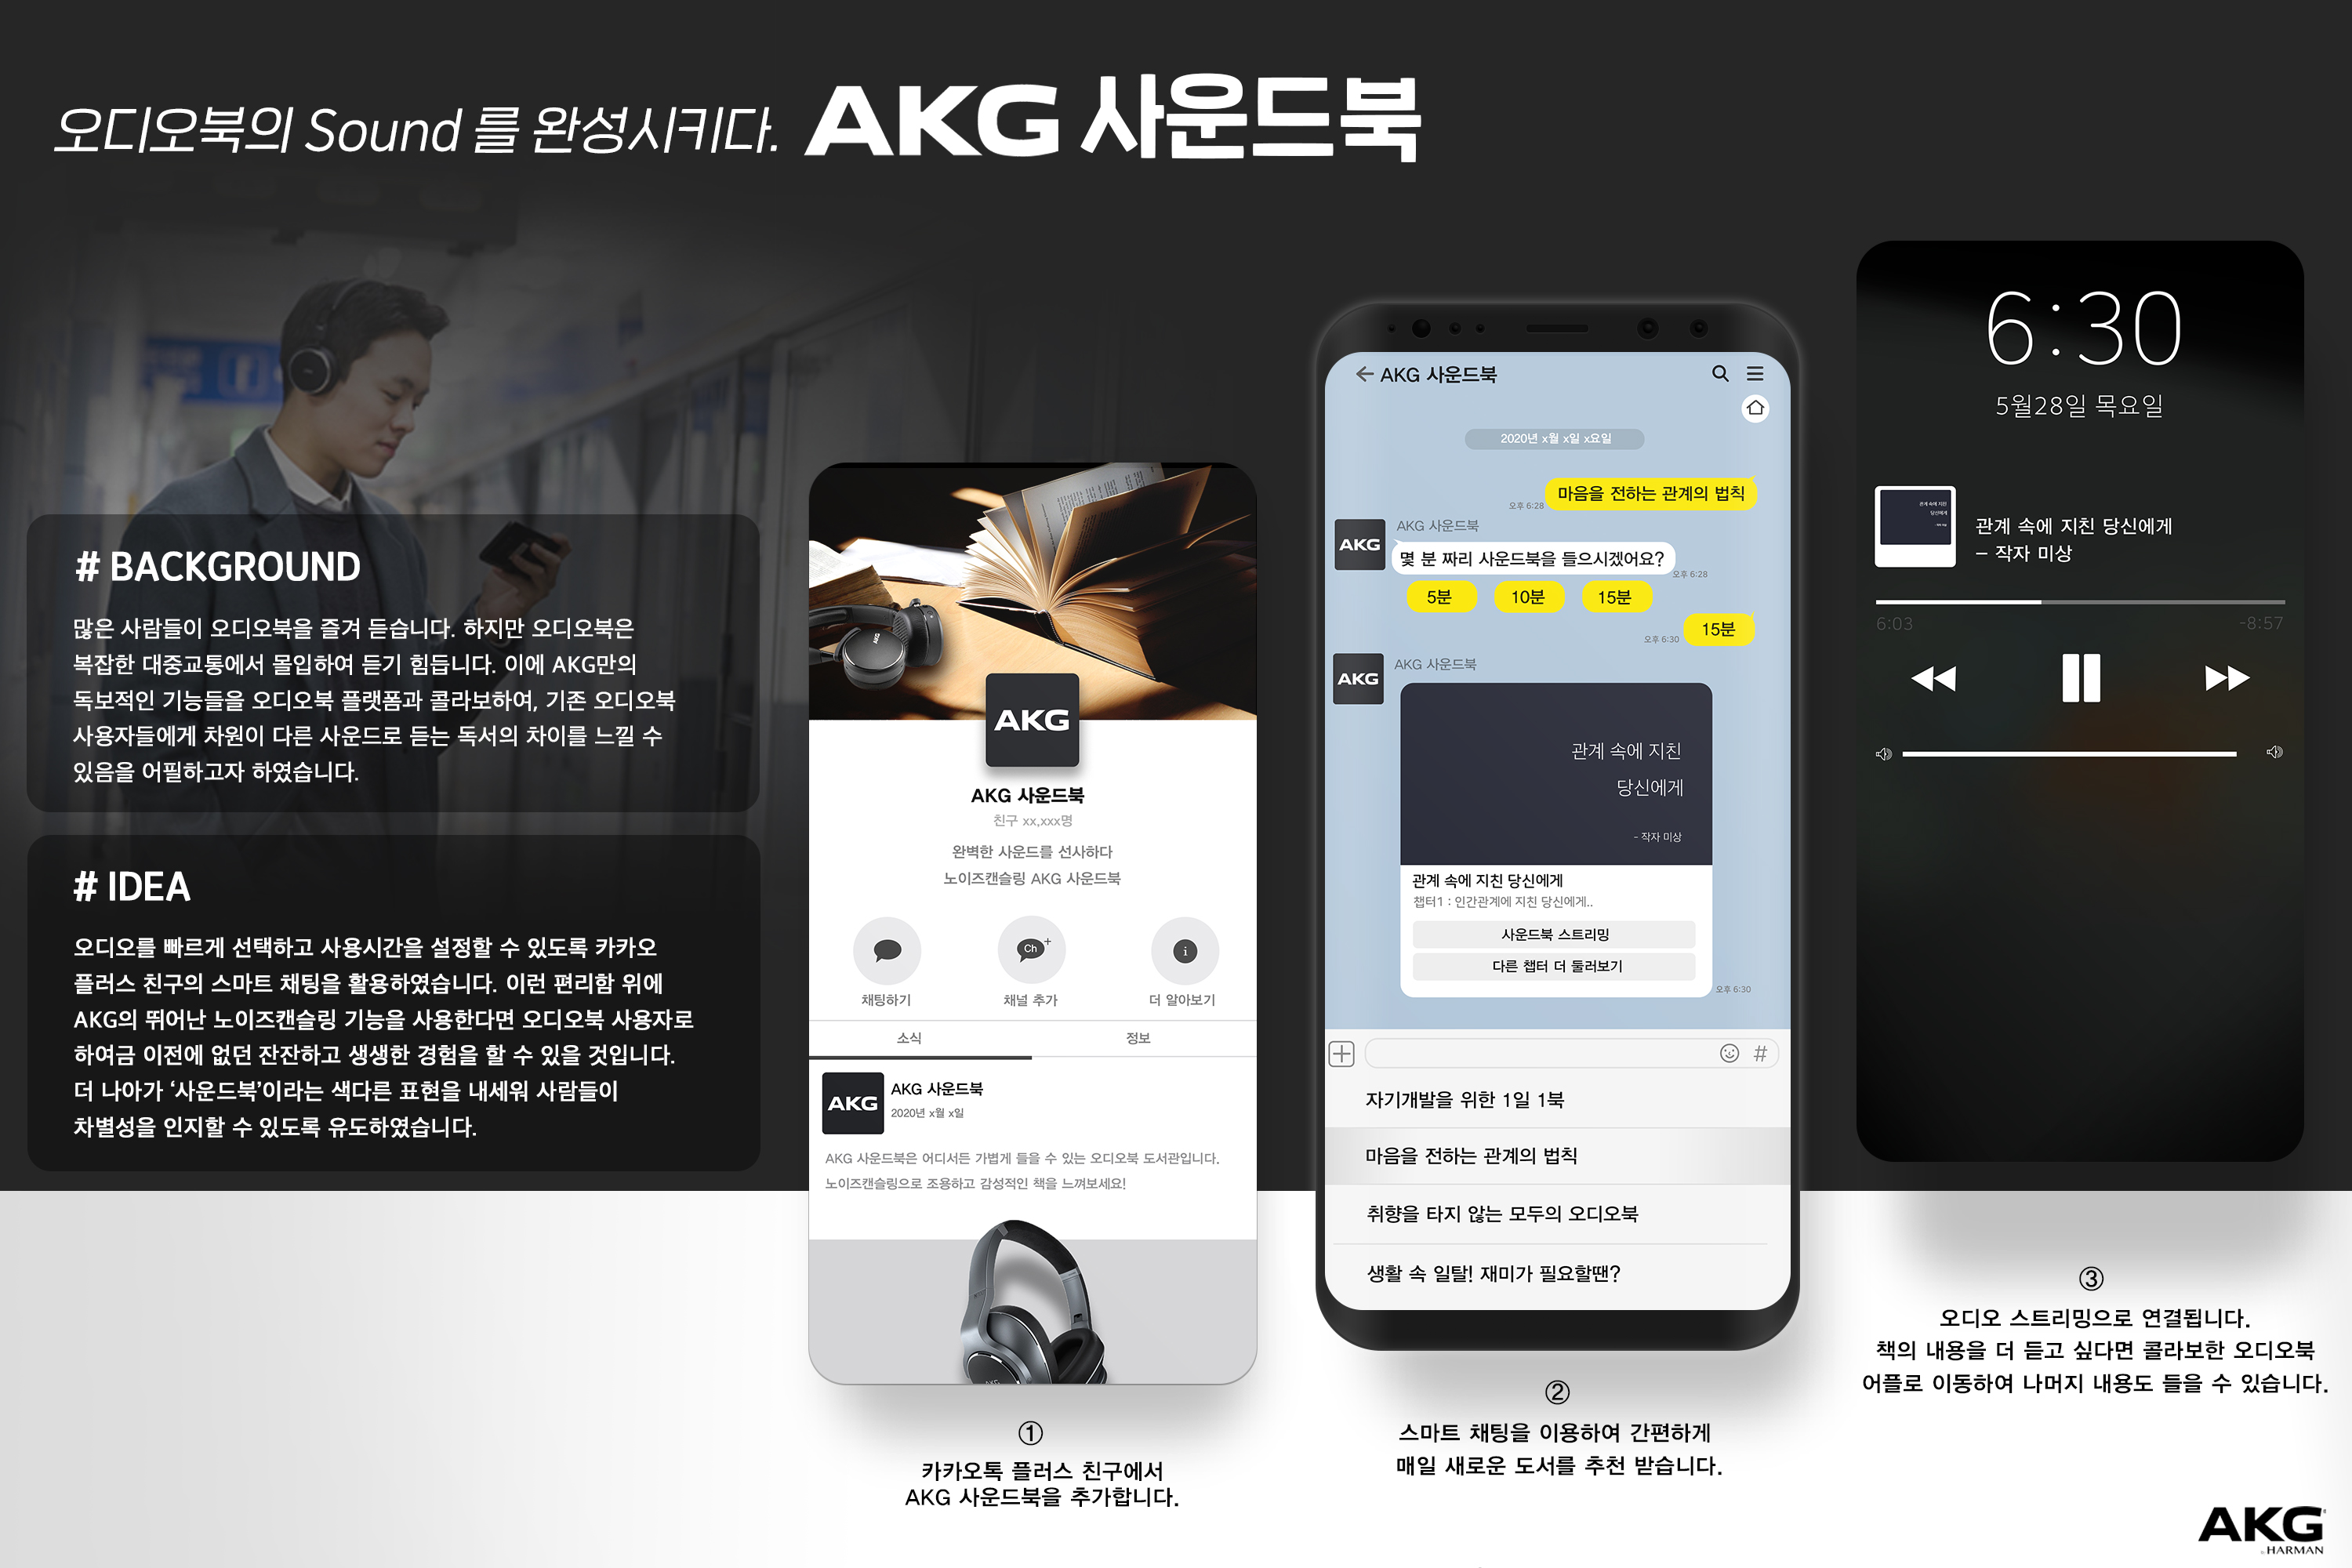 오디오북의 Sound 를 완성시키다. AKG 사운드북
# BACKGROUND
많은 사람들이 오디오북을 즐겨 듣습니다. 하지만 오디오북은
복잡한 대중교통에서 몰입하여 듣기 힘듭니다. 이에 AKG만의
독보적인 기능들을 오디오북 플랫폼과 콜라보하여, 기존 오디오북
사용자들에게 차원이 다른 사운드로 듣는 독서의 차이를 느낄 수
있음을 어필하고자 하였습니다.
# IDEA
오디오를 빠르게 선택하고 사용시간을 설정할 수 있도록 카카오
플러스 친구의 스마트 채팅을 활용하였습니다. 이런 편리함 위에
AKG의 뛰어난 노이즈캔슬링 기능을 사용한다면 오디오북 사용자로
하여금 이전에 없던 잔잔하고 생생한 경험을 할 수 있을 것입니다.
더 나아가 ‘사운드북’이라는 색다른 표현을 내세워 사람들이
차별성을 인지할 수 있도록 유도하였습니다.
AKG
AKG
AKG 사운드북
친구 xx,xxx명
완벽한 사운드를 선사하다
노이즈캔슬링 AKG 사운드북
Ch+
i
채팅하기
채널 추가
더 알아보기
소식
정보
AKG
AKG 사운드북
2020년 x월 x일
AKG 사운드북은 어디서든 가볍게 들을 수 있는 오디오북 도서관입니다.
노이즈캔슬링으로 조용하고 감성적인 책을 느껴보세요!
AKG
①
카카오톡 플러스 친구에서
AKG 사운드북을 추가합니다.
AKG 사운드북
2020년 x월 x일 x요일
마음을 전하는 관계의 법칙
오후 6:28
AKG
AKG 사운드북
몇 분 짜리 사운드북을 들으시겠어요?
오후 6:28
5분
10분
15분
15분
오후 6:30
AKG
AKG 사운드북
관계 속에 지친
당신에게
- 작자 미상
관계 속에 지친 당신에게
챕터1 : 인간관계에 지친 당신에게..
사운드북 스트리밍
다른 챕터 더 둘러보기
오후 6:30
#
자기개발을 위한 1일 1북
마음을 전하는 관계의 법칙
취향을 타지 않는 모두의 오디오북
생활 속 일탈! 재미가 필요할땐?
②
스마트 채팅을 이용하여 간편하게
매일 새로운 도서를 추천 받습니다.
6:30
5월28일 목요일
관계 속에 지친
당신에게
- 작자 미상
관계 속에 지친 당신에게
– 작자 미상
6:03
-8:57
③
오디오 스트리밍으로 연결됩니다.
책의 내용을 더 듣고 싶다면 콜라보한 오디오북
어플로 이동하여 나머지 내용도 들을 수 있습니다.
AKG
by HARMAN